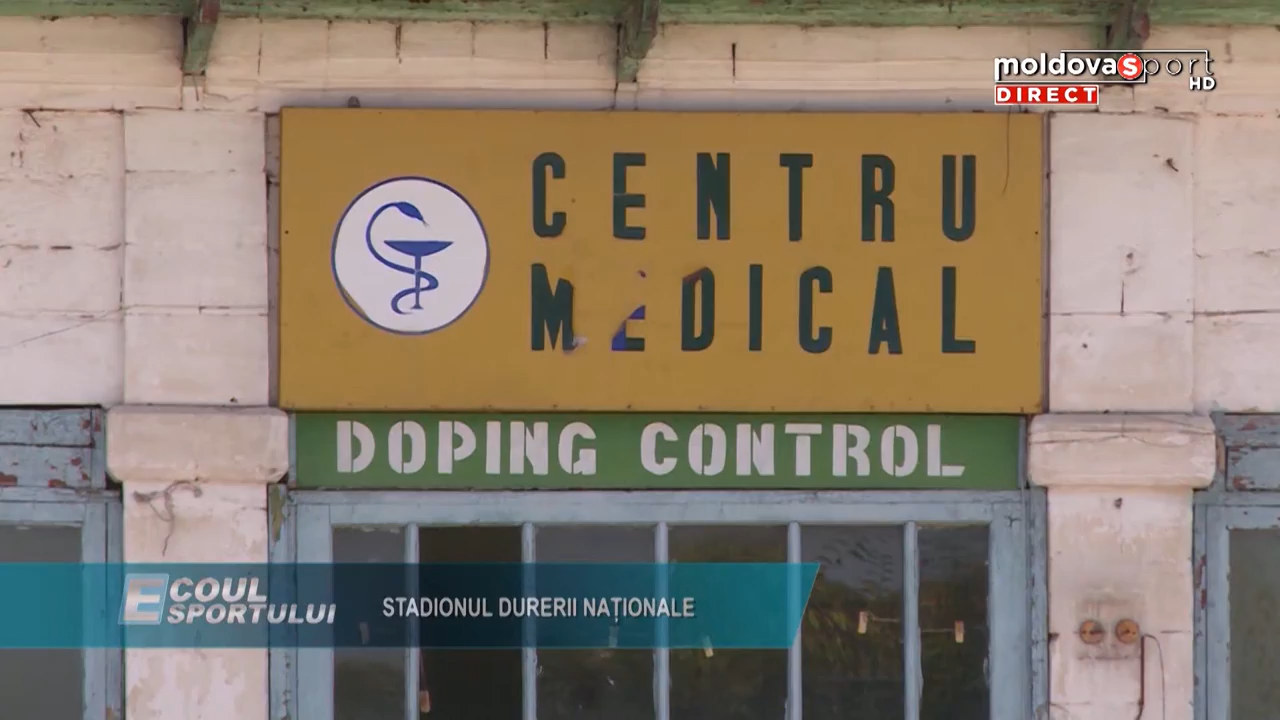 moldovasport
HD
DIRECT
CENTRU
MEDICAL
DOPING CONTROL
ECOUL
SPORTULUI
STADIONUL DURERII NAȚIONALE